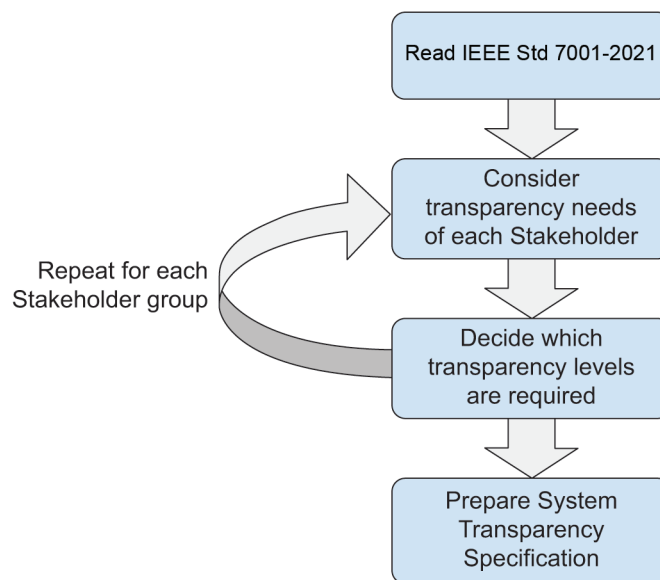 Read IEEE Std 7001-2021
Consider
transparency needs
of each Stakeholder
Repeat for each
Stakeholder group
Decide which
transparency levels
are required
Prepare System
Transparency
Specification